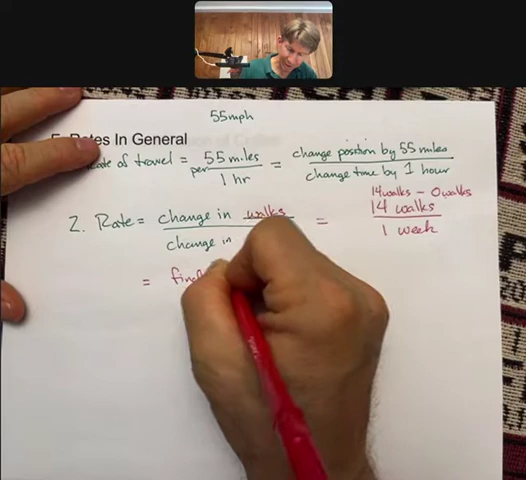 55mph
5. Rates In General
Rate of travel = 55 miles / per 1 hr = change position by 55 miles / change time by 1 hour
14 walks - 0 walks
2. Rate = change in walks / change in = 14 walks / 1 week
=